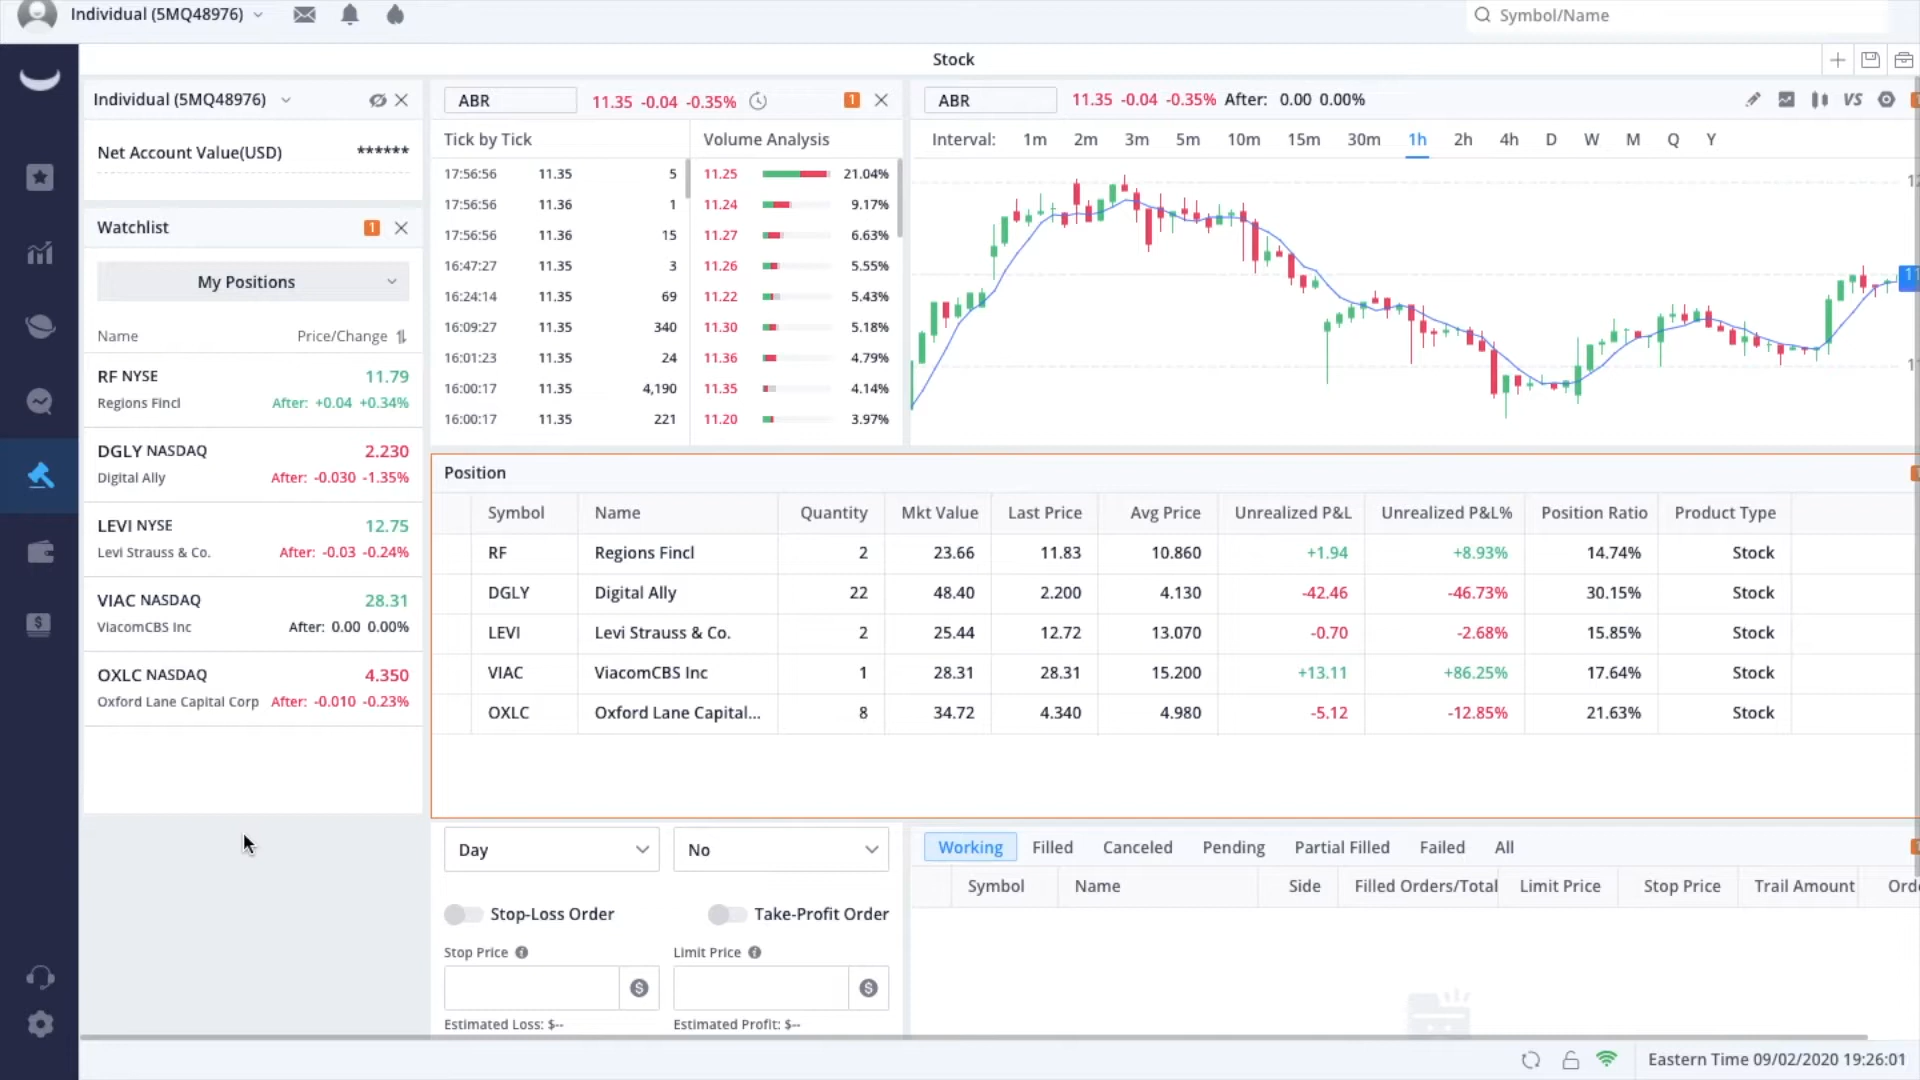 Individual (5MQ48976)
Symbol/Name
Stock
Individual (5MQ48976)
Net Account Value(USD) ******
Watchlist 1
My Positions
Name Price/Change
RF NYSE 11.79
Regions Fincl After: +0.04 +0.34%
DGLY NASDAQ 2.230
Digital Ally After: -0.030 -1.35%
LEVI NYSE 12.75
Levi Strauss & Co. After: -0.03 -0.24%
VIAC NASDAQ 28.31
ViacomCBS Inc After: 0.00 0.00%
OXLC NASDAQ 4.350
Oxford Lane Capital Corp After: -0.010 -0.23%
ABR 11.35 -0.04 -0.35% 1
Tick by Tick Volume Analysis
17:56:56 11.35 5 11.25 21.04%
17:56:56 11.36 1 11.24 9.17%
17:56:56 11.36 15 11.27 6.63%
16:47:27 11.35 3 11.26 5.55%
16:24:14 11.35 69 11.22 5.43%
16:09:27 11.35 340 11.30 5.18%
16:01:23 11.35 24 11.36 4.79%
16:00:17 11.35 4,190 11.35 4.14%
16:00:17 11.35 221 11.20 3.97%
ABR 11.35 -0.04 -0.35% After: 0.00 0.00% VS
Interval: 1m 2m 3m 5m 10m 15m 30m 1h 2h 4h D W M Q Y
Position
Symbol Name Quantity Mkt Value Last Price Avg Price Unrealized P&L Unrealized P&L% Position Ratio Product Type
RF Regions Fincl 2 23.66 11.83 10.860 +1.94 +8.93% 14.74% Stock
DGLY Digital Ally 22 48.40 2.200 4.130 -42.46 -46.73% 30.15% Stock
LEVI Levi Strauss & Co. 2 25.44 12.72 13.070 -0.70 -2.68% 15.85% Stock
VIAC ViacomCBS Inc 1 28.31 28.31 15.200 +13.11 +86.25% 17.64% Stock
OXLC Oxford Lane Capital... 8 34.72 4.340 4.980 -5.12 -12.85% 21.63% Stock
Day No
Stop-Loss Order Take-Profit Order
Stop Price Limit Price
$ $
Estimated Loss: $-- Estimated Profit: $--
Working Filled Canceled Pending Partial Filled Failed All
Symbol Name Side Filled Orders/Total Limit Price Stop Price Trail Amount
Eastern Time 09/02/2020 19:26:01